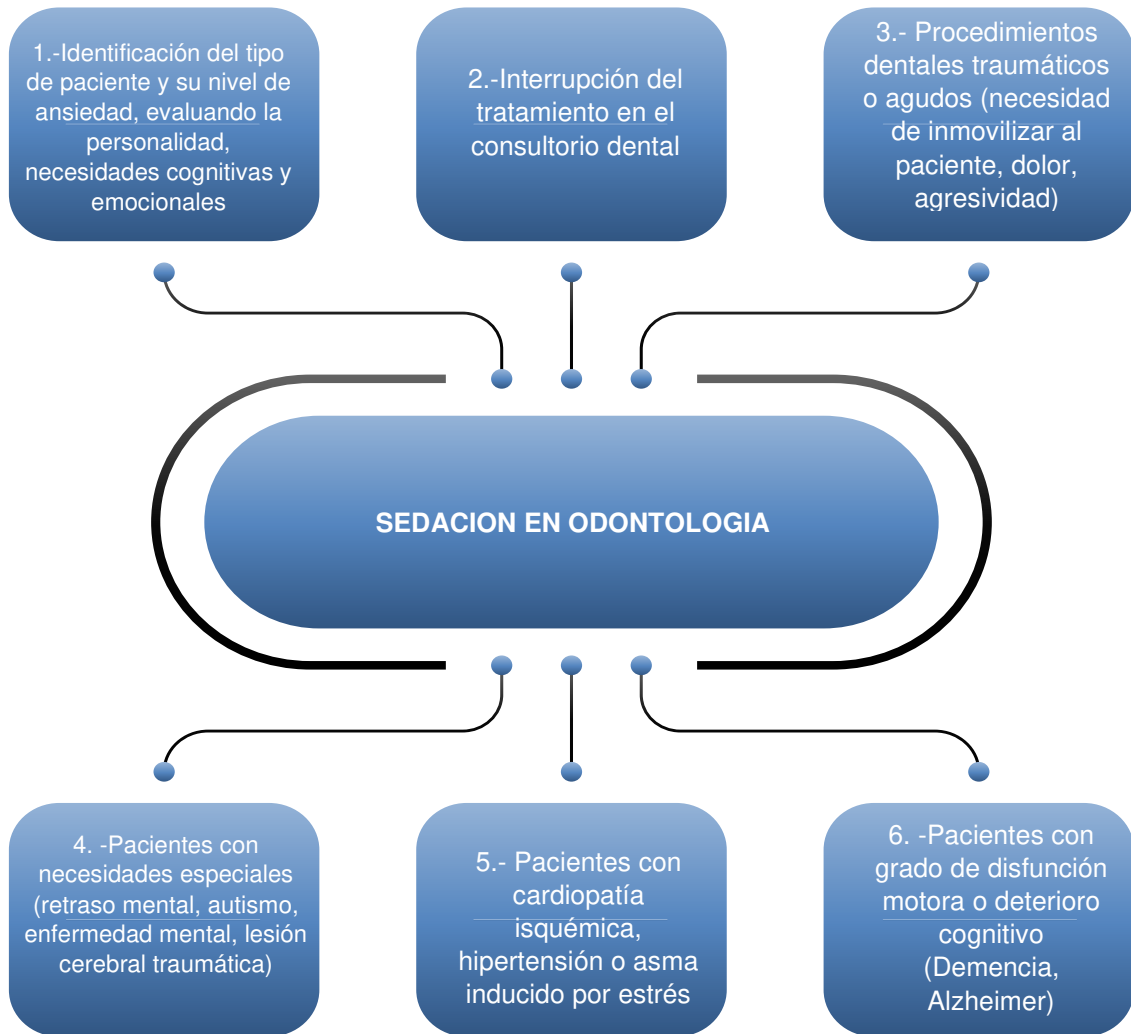 1.-Identificación del tipo
de paciente y su nivel de
ansiedad, evaluando la
personalidad,
necesidades cognitivas y
emocionales
2.-Interrupción del
tratamiento en el
consultorio dental
3.- Procedimientos
dentales traumáticos
o agudos (necesidad
de inmovilizar al
paciente, dolor,
agresividad)
SEDACION EN ODONTOLOGIA
4. -Pacientes con
necesidades especiales
(retraso mental, autismo,
enfermedad mental, lesión
cerebral traumática)
5.- Pacientes con
cardiopatía
isquémica,
hipertensión o asma
inducido por estrés
6. -Pacientes con
grado de disfunción
motora o deterioro
cognitivo
(Demencia,
Alzheimer)